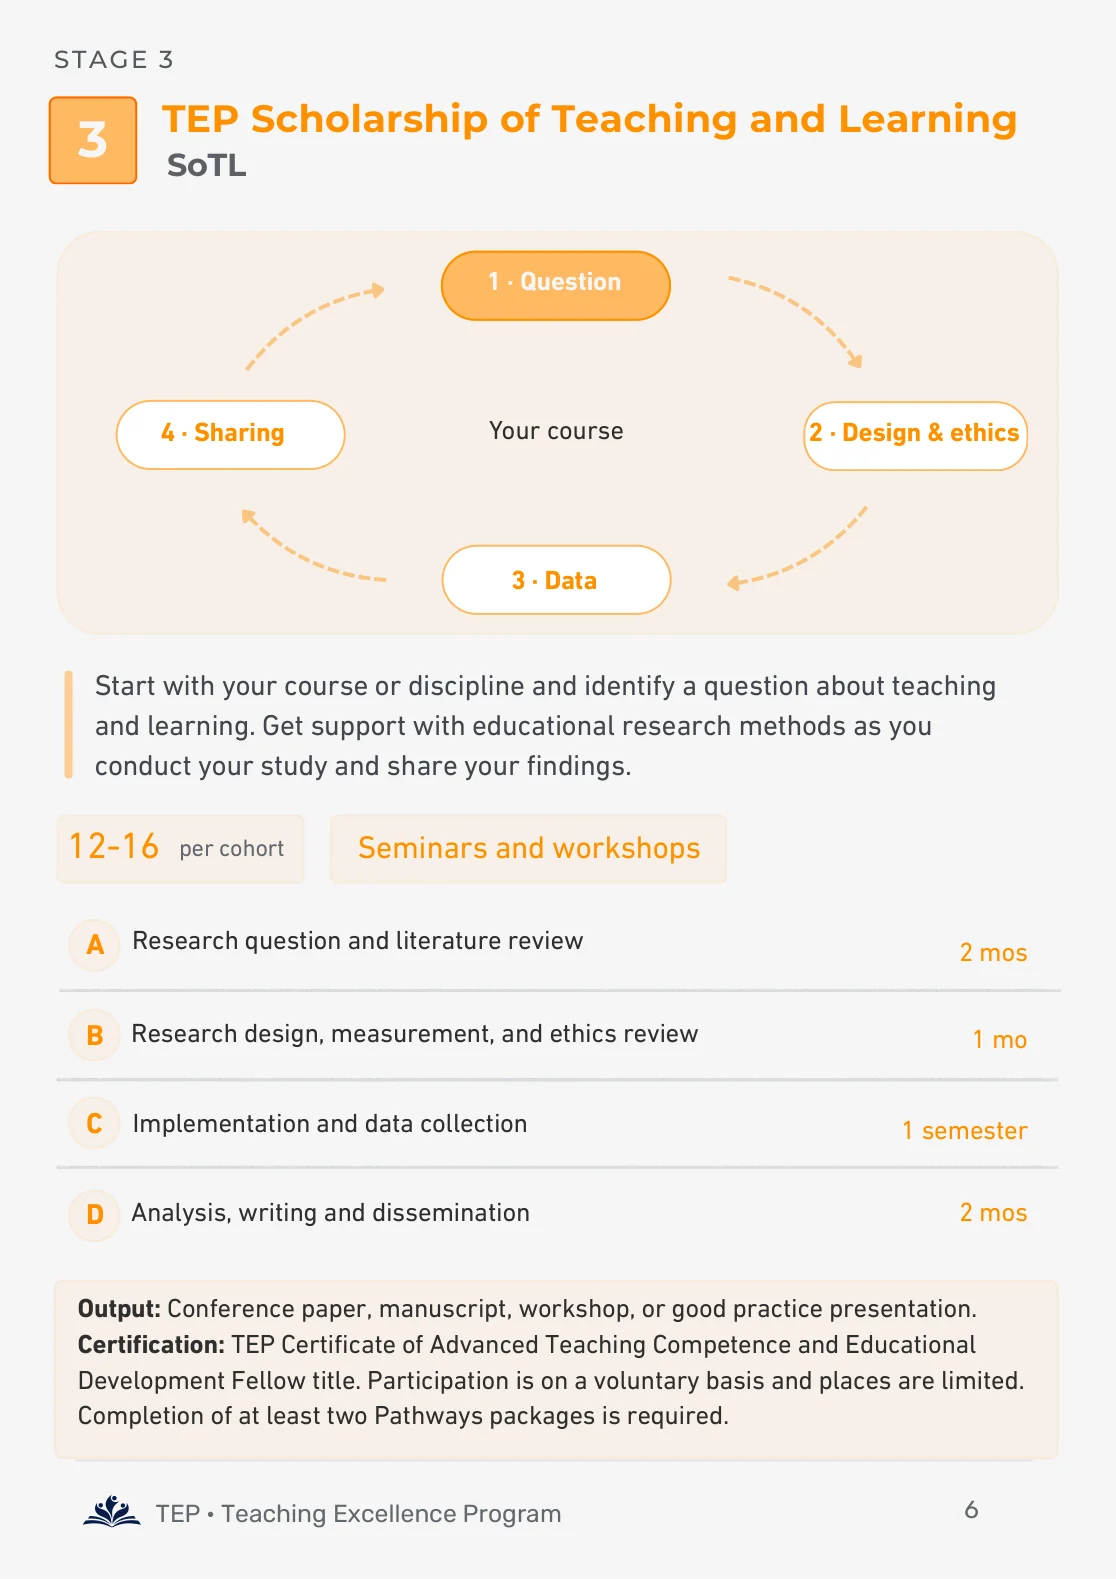 STAGE 3
3
TEP Scholarship of Teaching and Learning
SoTL
1 · Question
4 · Sharing
Your course
2 · Design & ethics
3 · Data
Start with your course or discipline and identify a question about teaching
and learning. Get support with educational research methods as you
conduct your study and share your findings.
12-16 per cohort
Seminars and workshops
A Research question and literature review 2 mos
B Research design, measurement, and ethics review 1 mo
C Implementation and data collection 1 semester
D Analysis, writing and dissemination 2 mos
Output: Conference paper, manuscript, workshop, or good practice presentation.
Certification: TEP Certificate of Advanced Teaching Competence and Educational
Development Fellow title. Participation is on a voluntary basis and places are limited.
Completion of at least two Pathways packages is required.
TEP • Teaching Excellence Program
6